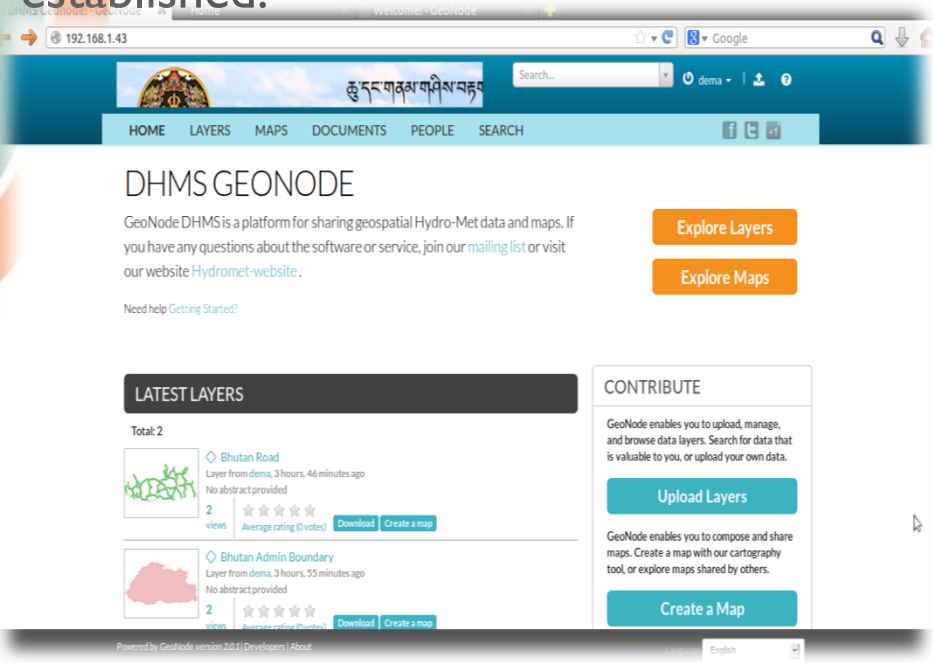 established.
DHMS Geonode! - GeoNode
Home
Welcome! - GeoNode
192.168.1.43
Google
ཆུ་དང་གནམ་གཤིས་བརྟག
Search...
dema
HOME LAYERS MAPS DOCUMENTS PEOPLE SEARCH
DHMS GEONODE
GeoNode DHMS is a platform for sharing geospatial Hydro-Met data and maps. If
you have any questions about the software or service, join our mailing list or visit
our website Hydromet-website .
Need help Getting Started?
Explore Layers
Explore Maps
LATEST LAYERS
Total: 2
Bhutan Road
Layer from dema, 3 hours, 46 minutes ago
No abstract provided
2
views
Average rating (0 votes)
Download Create a map
Bhutan Admin Boundary
Layer from dema, 3 hours, 55 minutes ago
No abstract provided
2
views
Average rating (0 votes)
Download Create a map
CONTRIBUTE
GeoNode enables you to upload, manage,
and browse data layers. Search for data that
is valuable to you, or upload your own data.
Upload Layers
GeoNode enables you to compose and share
maps. Create a map with our cartography
tool, or explore maps shared by others.
Create a Map
Powered by GeoNode version 2.0.1 | Developers | About
Language English